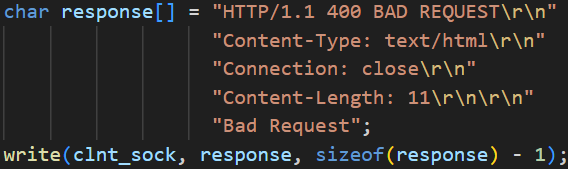 char response[] = "HTTP/1.1 400 BAD REQUEST\r\n"
"Content-Type: text/html\r\n"
"Connection: close\r\n"
"Content-Length: 11\r\n\r\n"
"Bad Request";
write(clnt_sock, response, sizeof(response) - 1);